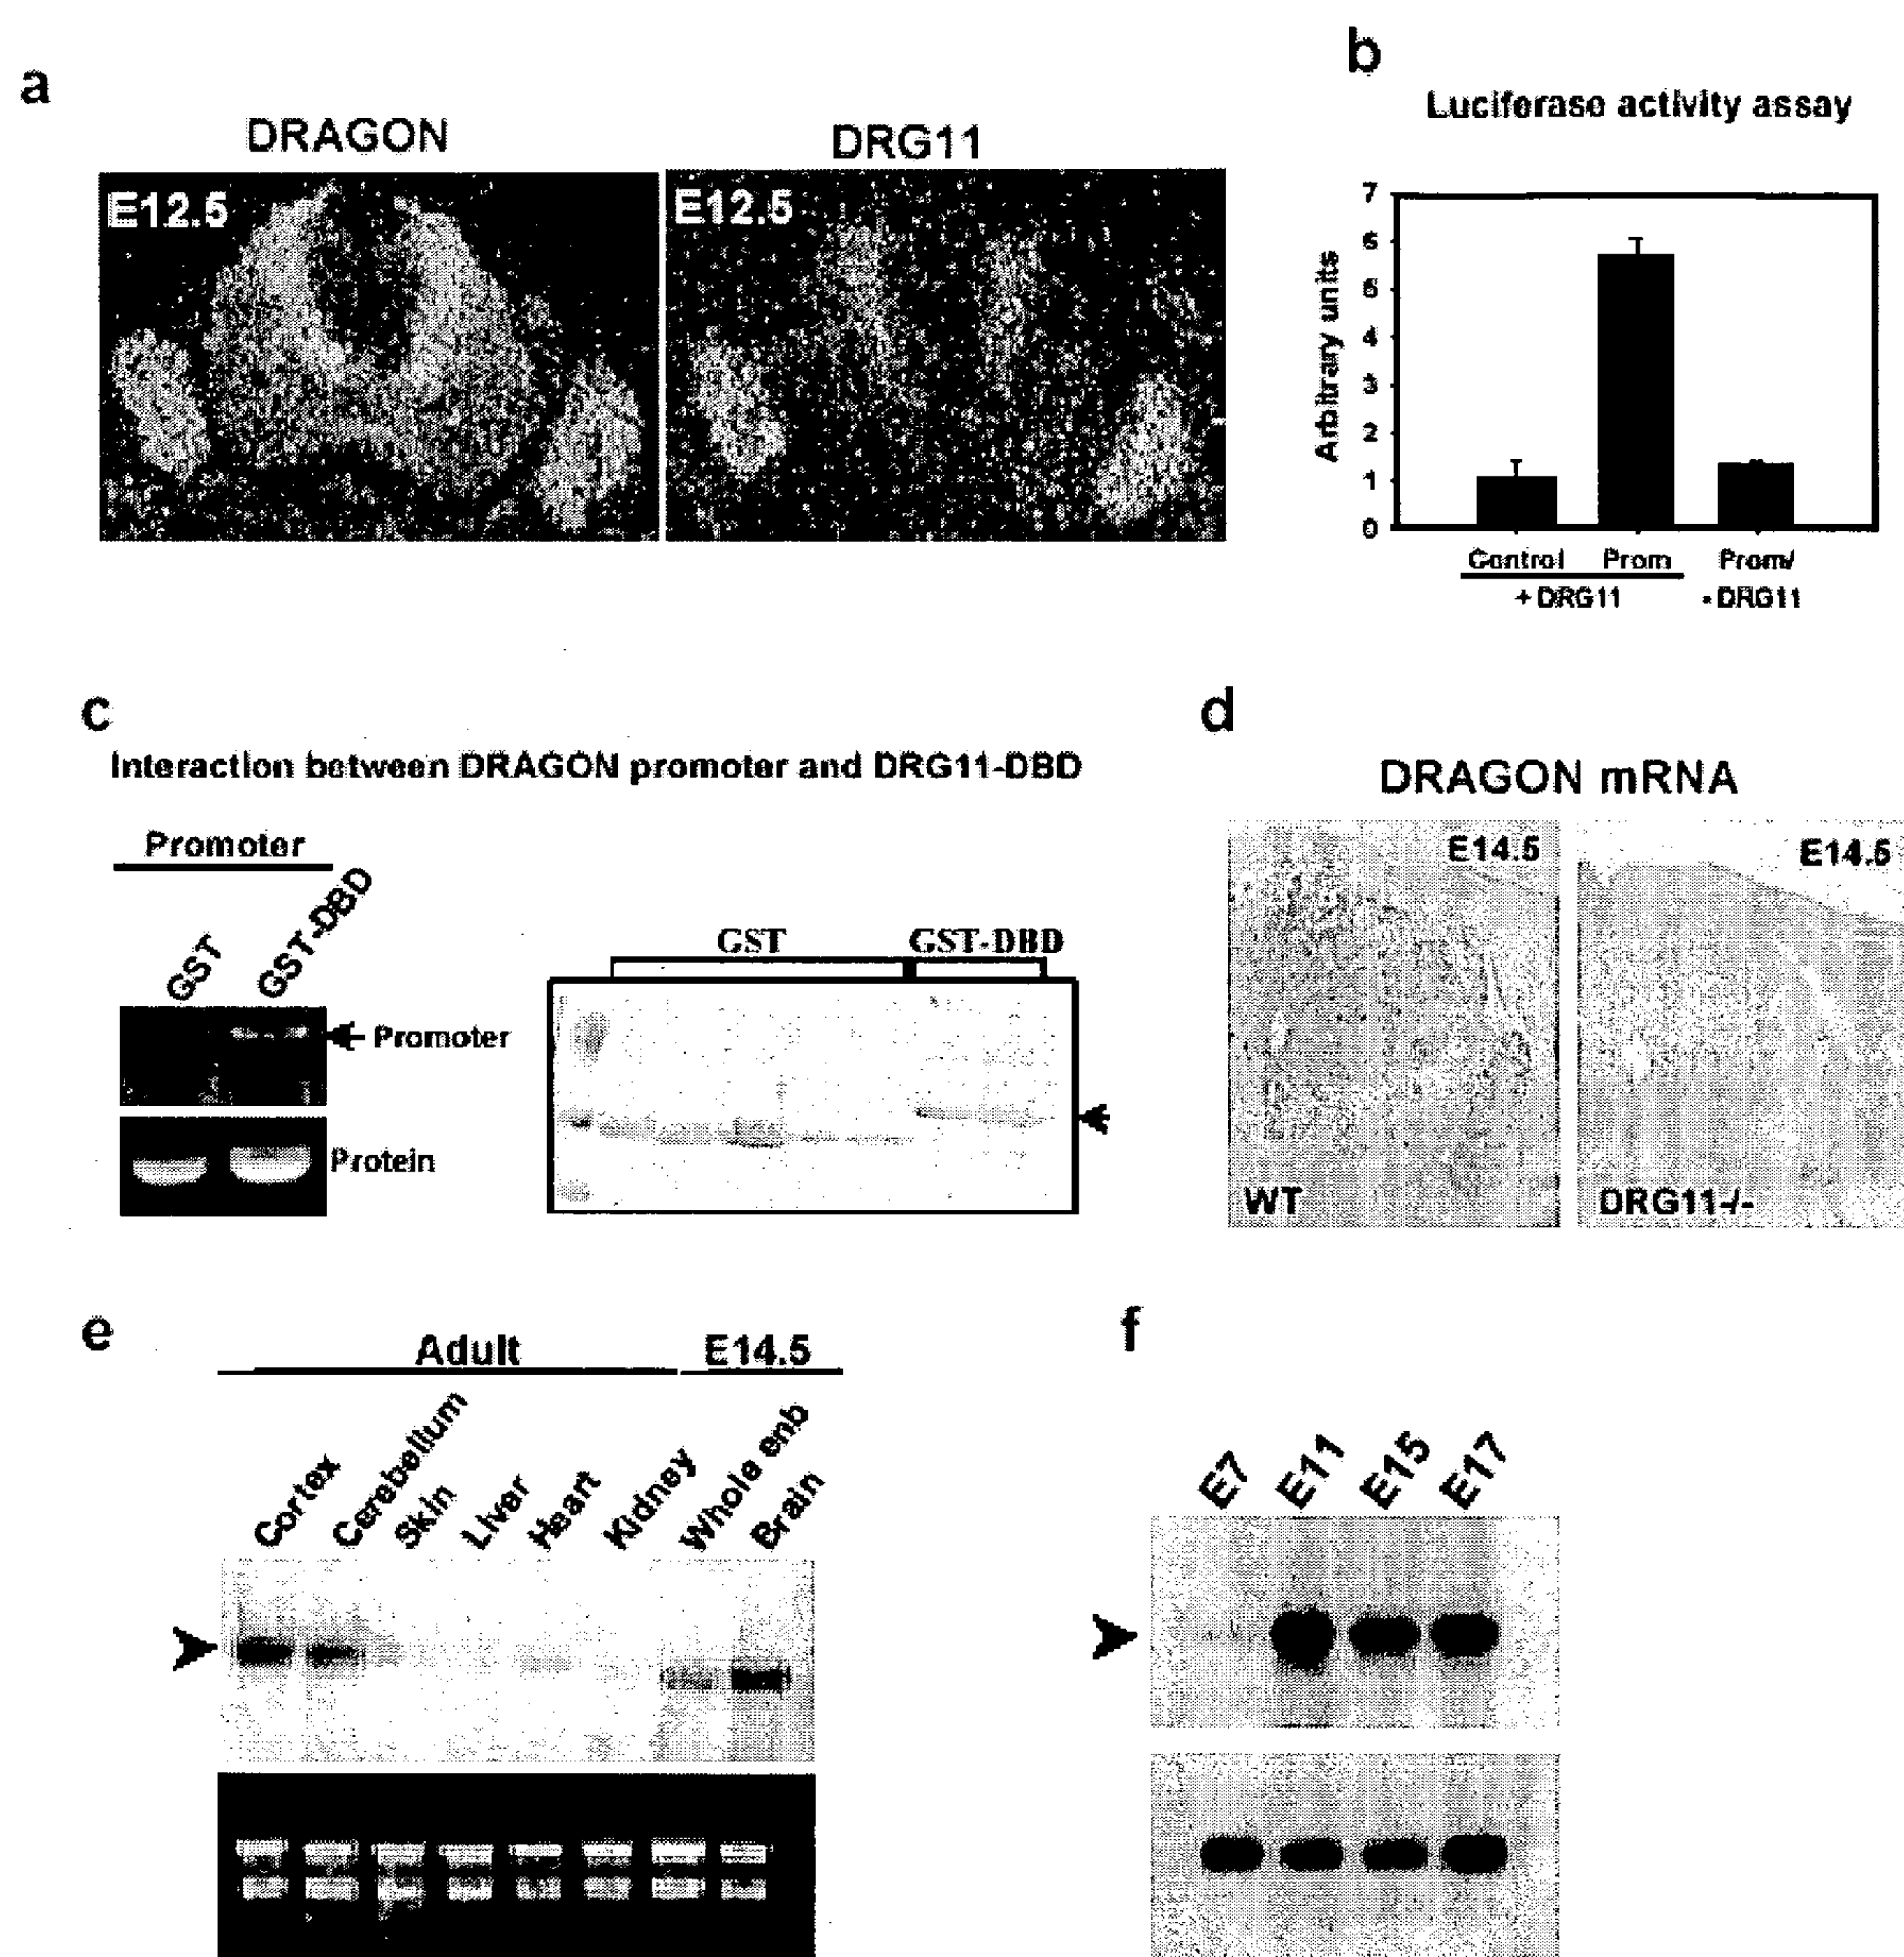 a
DRAGON
DRG11
E12.5
E12.5
b
Luciferase activity assay
Arbitrary units
7
6
5
4
3
2
1
0
Control Prom Prom/
+ DRG11 - DRG11
c
Interaction between DRAGON promoter and DRG11-DBD
Promoter
GST
GST-DBD
Promoter
Protein
GST GST-DBD
d
DRAGON mRNA
E14.5
E14.5
WT
DRG11-/-
e
Adult E14.5
Cortex
Cerebellum
Skin
Liver
Heart
Kidney
Whole enb
Brain
f
E7
E11
E15
E17